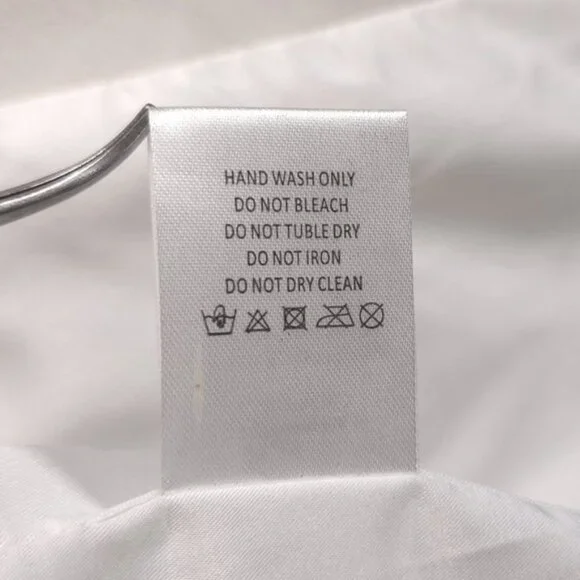 HAND WASH ONLY
DO NOT BLEACH
DO NOT TUBLE DRY
DO NOT IRON
DO NOT DRY CLEAN